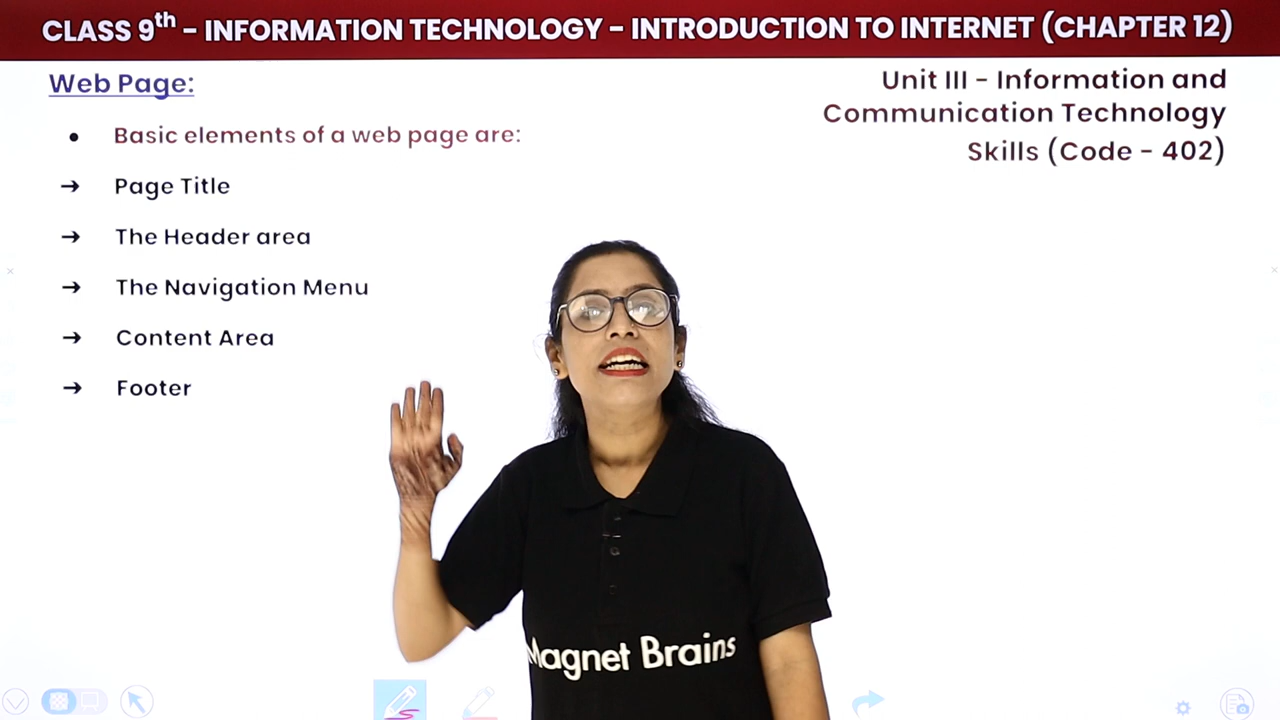 CLASS 9th - INFORMATION TECHNOLOGY - INTRODUCTION TO INTERNET (CHAPTER 12)
Web Page:
• Basic elements of a web page are:
→ Page Title
→ The Header area
→ The Navigation Menu
→ Content Area
→ Footer
Unit III - Information and
Communication Technology
Skills (Code - 402)
Magnet Brains